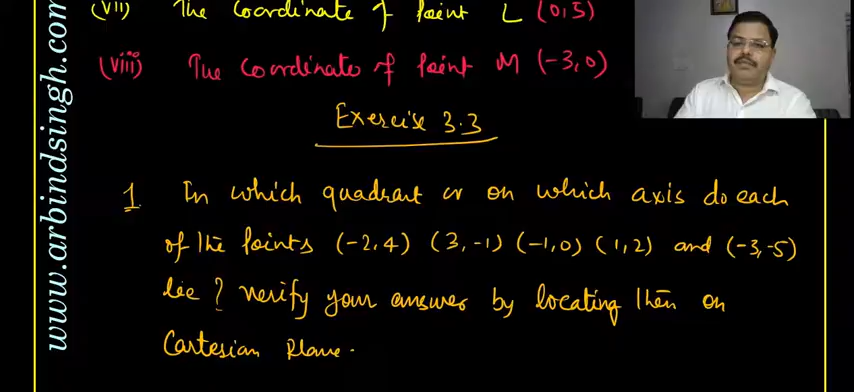 (vii) The Coordinate of Point L (0,5)
(viii) The Coordinate of Point M (-3,0)
Exercise 3.3
1. In which quadrant or on which axis do each
of the points (-2,4) (3,-1) (-1,0) (1,2) and (-3,-5)
lie? Verify your answer by locating them on
Cartesian Plane.
www.arbindsingh.com